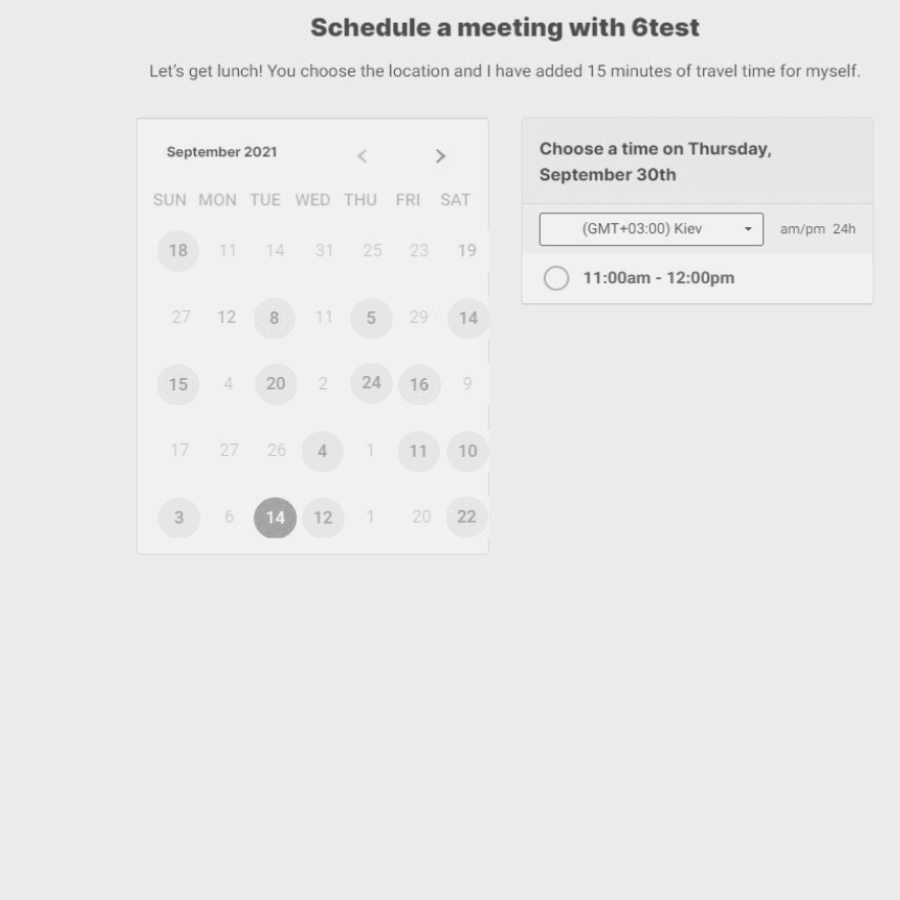 Schedule a meeting with 6test
Let's get lunch! You choose the location and I have added 15 minutes of travel time for myself.
September 2021
SUN MON TUE WED THU FRI SAT
18 11 14 31 25 23 19
27 12 8 11 5 29 14
15 4 20 2 24 16 9
17 27 26 4 1 11 10
3 6 14 12 1 20 22
Choose a time on Thursday,
September 30th
(GMT+03:00) Kiev am/pm 24h
11:00am - 12:00pm